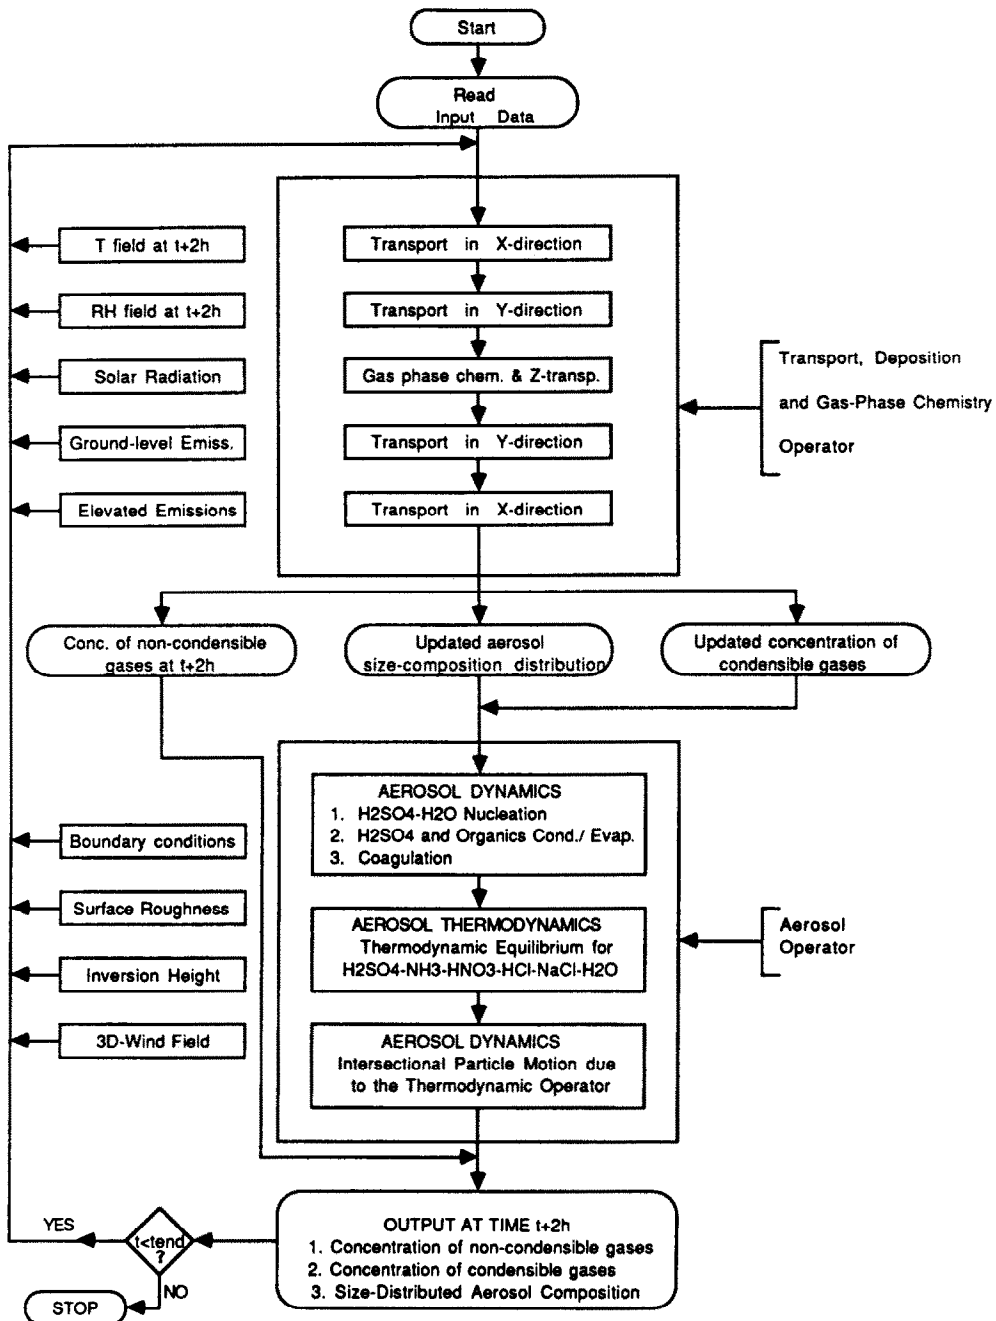 Start
Read
Input Data
T field at t+2h
RH field at t+2h
Solar Radiation
Ground-level Emiss.
Elevated Emissions
Transport in X-direction
Transport in Y-direction
Gas phase chem. & Z-transp.
Transport in Y-direction
Transport in X-direction
Transport, Deposition
and Gas-Phase Chemistry
Operator
Conc. of non-condensible
gases at t+2h
Updated aerosol
size-composition distribution
Updated concentration of
condensible gases
Boundary conditions
Surface Roughness
Inversion Height
3D-Wind Field
AEROSOL DYNAMICS
1. H2SO4-H2O Nucleation
2. H2SO4 and Organics Cond./ Evap.
3. Coagulation
AEROSOL THERMODYNAMICS
Thermodynamic Equilibrium for
H2SO4-NH3-HNO3-HCl-NaCl-H2O
AEROSOL DYNAMICS
Intersectional Particle Motion due
to the Thermodynamic Operator
Aerosol
Operator
OUTPUT AT TIME t+2h
1. Concentration of non-condensible gases
2. Concentration of condensible gases
3. Size-Distributed Aerosol Composition
YES
t<tend
?
NO
STOP